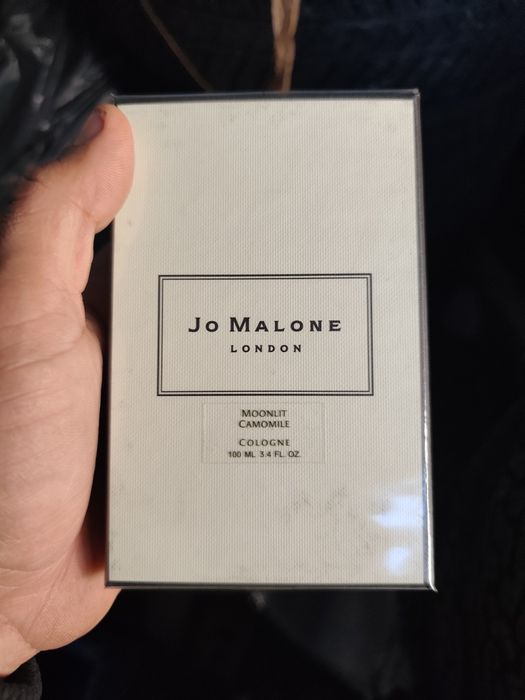 Jo Malone
LONDON
MOONLIT
CAMOMILE
COLOGNE
100 ML 3.4 FL. OZ.